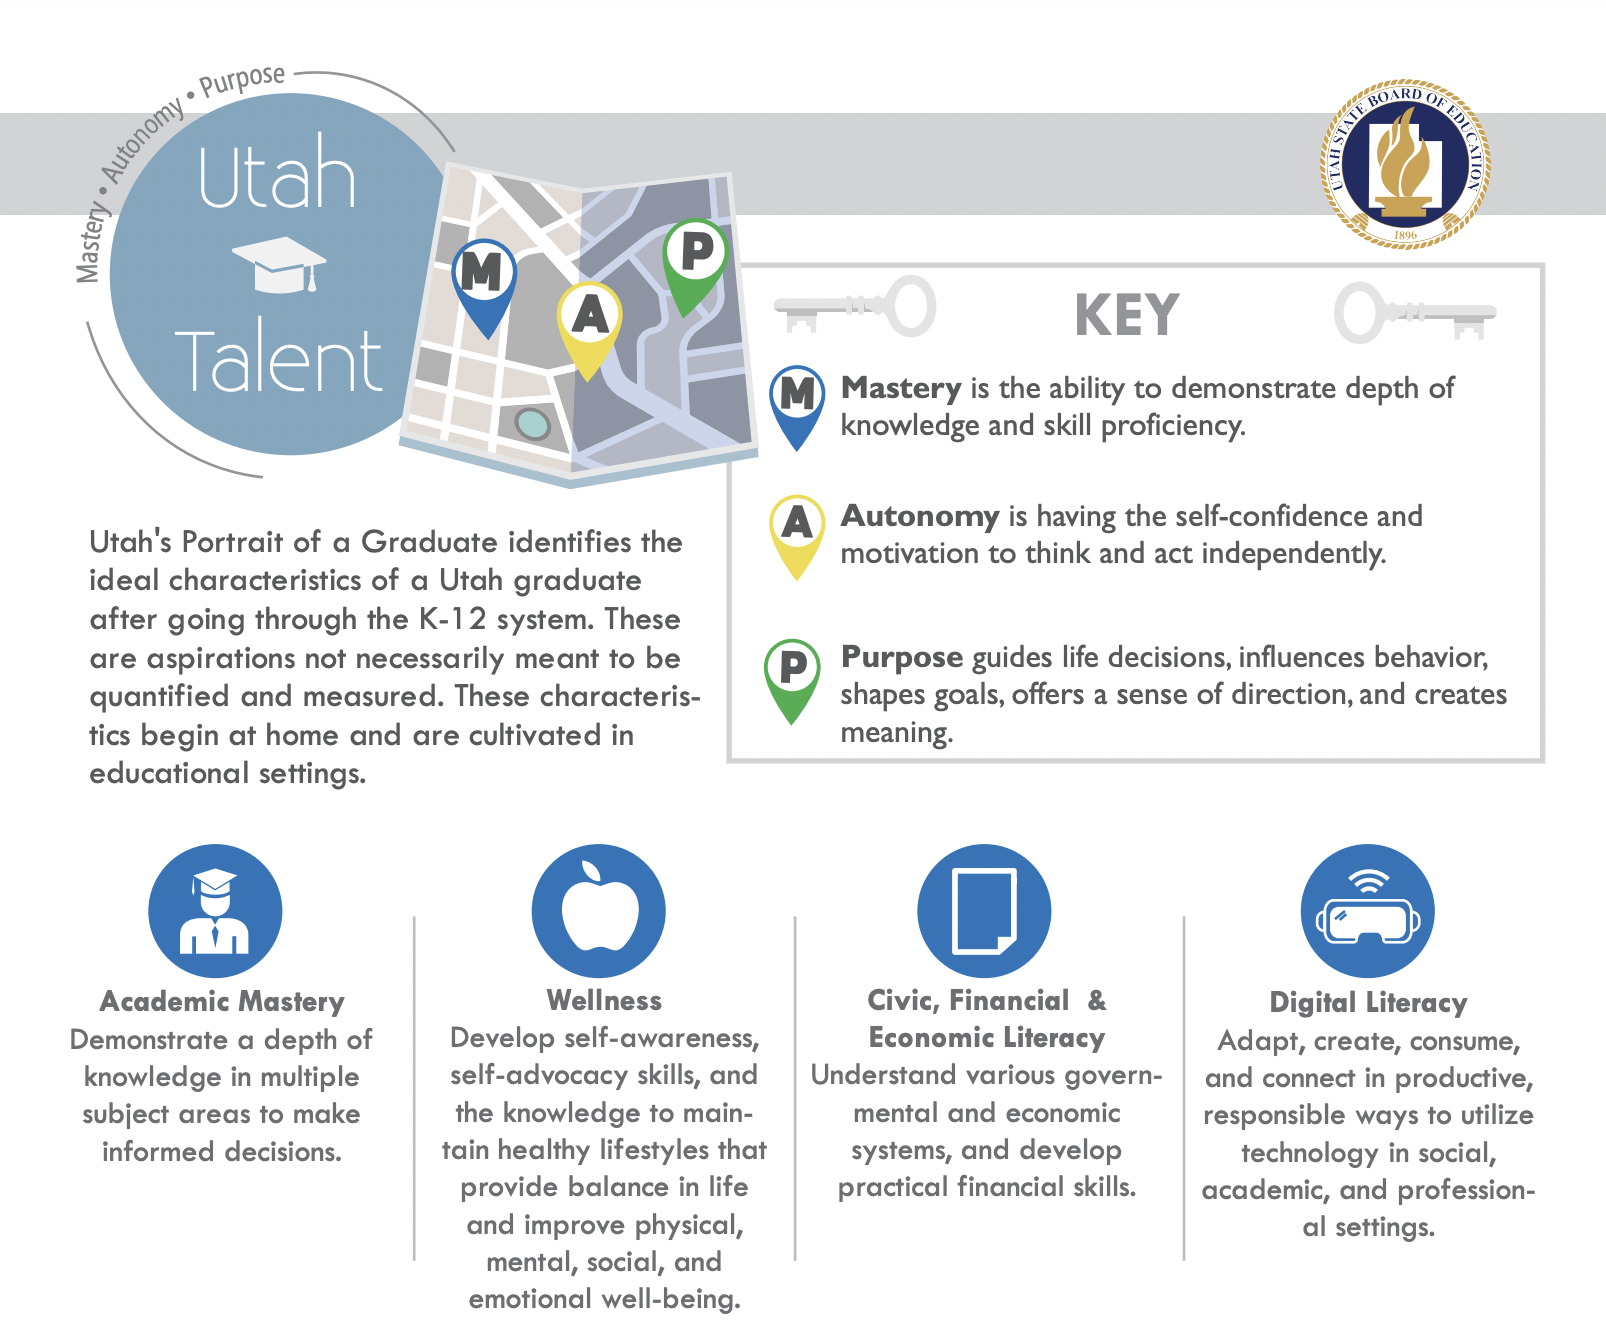 Mastery • Autonomy • Purpose
Utah
Talent
M
A
P
UTAH STATE BOARD OF EDUCATION
1896
KEY
M
Mastery is the ability to demonstrate depth of
knowledge and skill proficiency.
A
Autonomy is having the self-confidence and
motivation to think and act independently.
P
Purpose guides life decisions, influences behavior,
shapes goals, offers a sense of direction, and creates
meaning.
Utah's Portrait of a Graduate identifies the
ideal characteristics of a Utah graduate
after going through the K-12 system. These
are aspirations not necessarily meant to be
quantified and measured. These characteris-
tics begin at home and are cultivated in
educational settings.
Academic Mastery
Demonstrate a depth of
knowledge in multiple
subject areas to make
informed decisions.
Wellness
Develop self-awareness,
self-advocacy skills, and
the knowledge to main-
tain healthy lifestyles that
provide balance in life
and improve physical,
mental, social, and
emotional well-being.
Civic, Financial &
Economic Literacy
Understand various govern-
mental and economic
systems, and develop
practical financial skills.
Digital Literacy
Adapt, create, consume,
and connect in productive,
responsible ways to utilize
technology in social,
academic, and profession-
al settings.